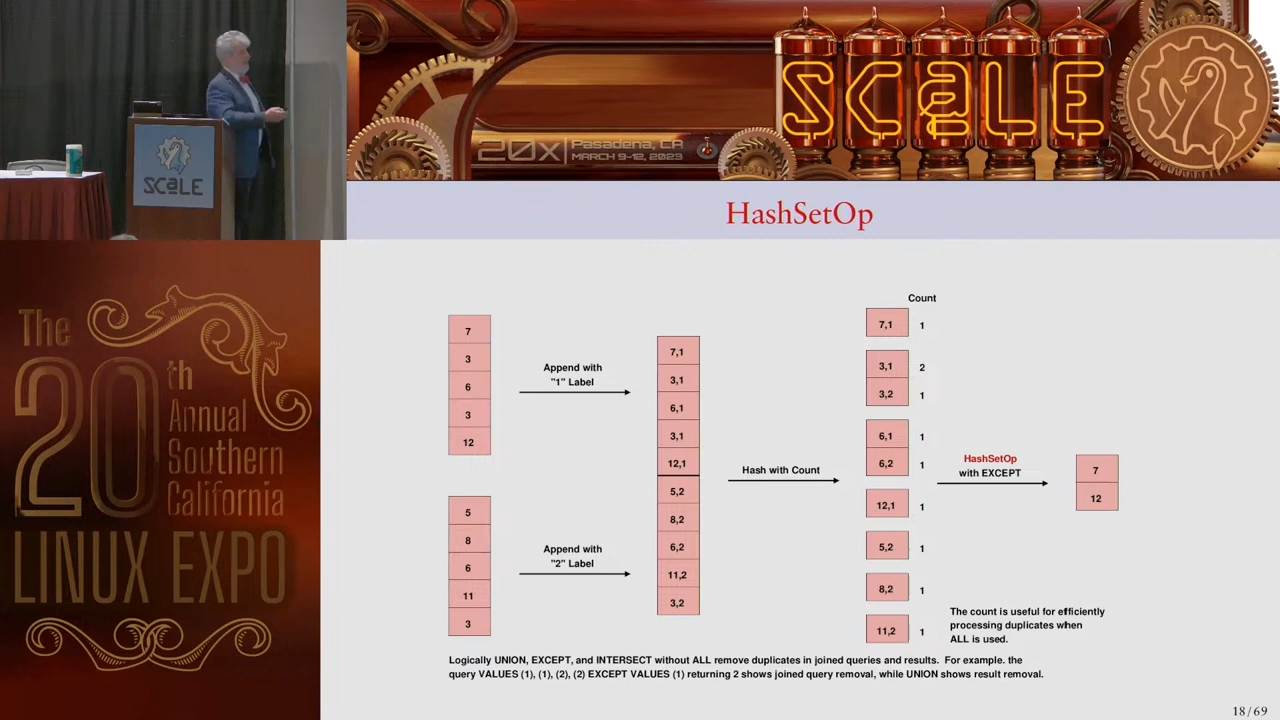 SCaLE
20x
Pasadena, CA
MARCH 9-12, 2023
SCaLE
HashSetOp
The
20th
Annual
Southern
California
LINUX EXPO
7
3
6
3
12
Append with
"1" Label
5
8
6
11
3
Append with
"2" Label
7,1
3,1
6,1
3,1
12,1
5,2
8,2
6,2
11,2
3,2
Hash with Count
Count
7,1 1
3,1 2
3,2 1
6,1 1
6,2 1
12,1 1
5,2 1
8,2 1
11,2 1
HashSetOp
with EXCEPT
7
12
The count is useful for efficiently
processing duplicates when
ALL is used.
Logically UNION, EXCEPT, and INTERSECT without ALL remove duplicates in joined queries and results. For example. the
query VALUES (1), (1), (2), (2) EXCEPT VALUES (1) returning 2 shows joined query removal, while UNION shows result removal.
18/69